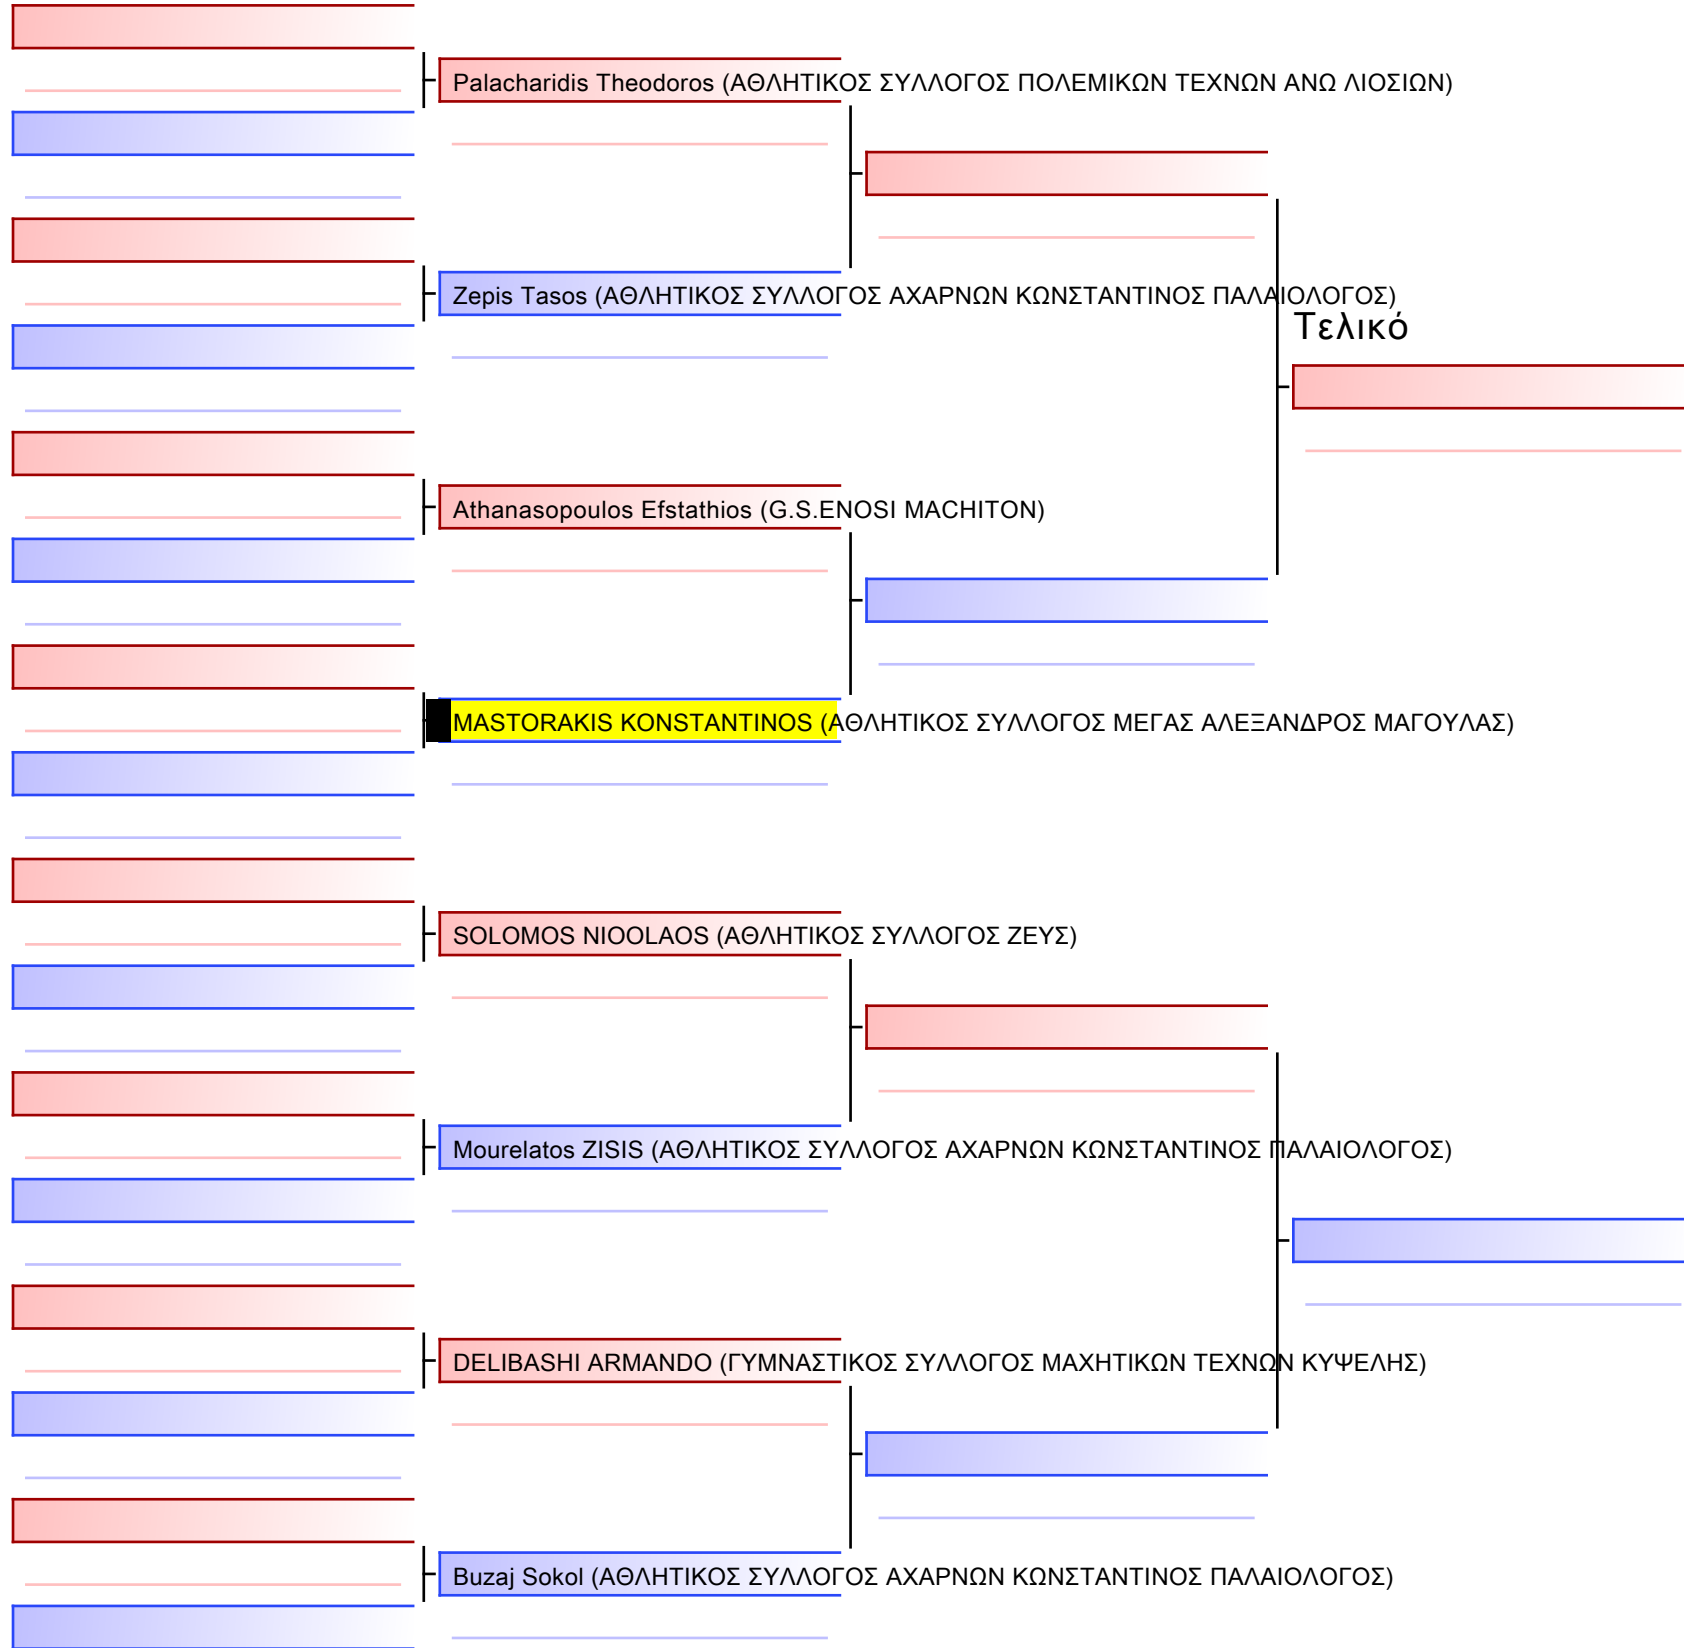 Palacharidis Theodoros (ΑΘΛΗΤΙΚΟΣ ΣΥΛΛΟΓΟΣ ΠΟΛΕΜΙΚΩΝ ΤΕΧΝΩΝ ΑΝΩ ΛΙΟΣΙΩΝ)
Zepis Tasos (ΑΘΛΗΤΙΚΟΣ ΣΥΛΛΟΓΟΣ ΑΧΑΡΝΩΝ ΚΩΝΣΤΑΝΤΙΝΟΣ ΠΑΛΑΙΟΛΟΓΟΣ)
Τελικό
Athanasopoulos Efstathios (G.S.ENOSI MACHITON)
MASTORAKIS KONSTANTINOS (ΑΘΛΗΤΙΚΟΣ ΣΥΛΛΟΓΟΣ ΜΕΓΑΣ ΑΛΕΞΑΝΔΡΟΣ ΜΑΓΟΥΛΑΣ)
SOLOMOS NIOOLAOS (ΑΘΛΗΤΙΚΟΣ ΣΥΛΛΟΓΟΣ ΖΕΥΣ)
Mourelatos ZISIS (ΑΘΛΗΤΙΚΟΣ ΣΥΛΛΟΓΟΣ ΑΧΑΡΝΩΝ ΚΩΝΣΤΑΝΤΙΝΟΣ ΠΑΛΑΙΟΛΟΓΟΣ)
DELIBASHI ARMANDO (ΓΥΜΝΑΣΤΙΚΟΣ ΣΥΛΛΟΓΟΣ ΜΑΧΗΤΙΚΩΝ ΤΕΧΝΩΝ ΚΥΨΕΛΗΣ)
Buzaj Sokol (ΑΘΛΗΤΙΚΟΣ ΣΥΛΛΟΓΟΣ ΑΧΑΡΝΩΝ ΚΩΝΣΤΑΝΤΙΝΟΣ ΠΑΛΑΙΟΛΟΓΟΣ)